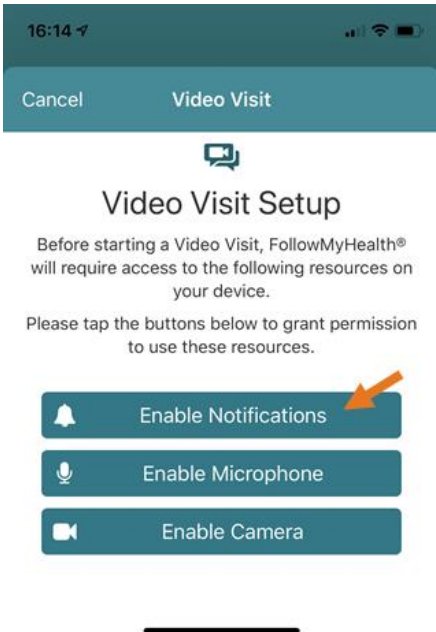 16:14
Cancel Video Visit
Video Visit Setup
Before starting a Video Visit, FollowMyHealth®
will require access to the following resources on
your device.
Please tap the buttons below to grant permission
to use these resources.
Enable Notifications
Enable Microphone
Enable Camera